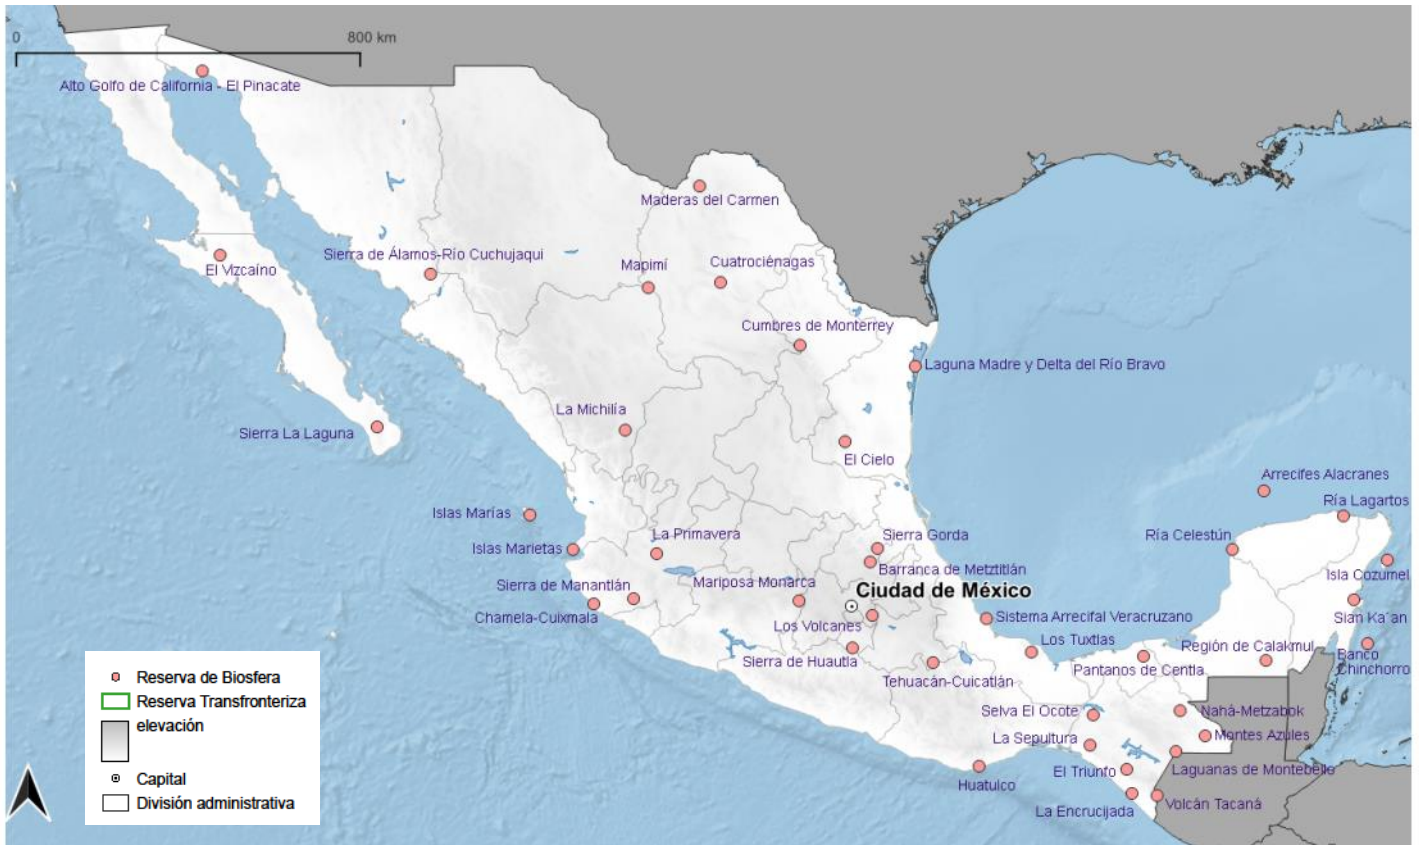 0
800 km
Alto Golfo de California - El Pinacate
Maderas del Carmen
Sierra de Álamos-Río Cuchujaqui
El Vizcaíno
Mapimí
Cuatrociénagas
Cumbres de Monterrey
Laguna Madre y Delta del Río Bravo
La Michilía
Sierra La Laguna
El Cielo
Arrecifes Alacranes
Ría Lagartos
Islas Marías
Islas Marietas
La Primavera
Sierra Gorda
Ría Celestún
Barranca de Metztitlán
Isla Cozumel
Sierra de Manantlán
Mariposa Monarca
Ciudad de México
Chamela-Cuixmala
Los Volcanes
Sistema Arrecifal Veracruzano
Sian Ka´an
Los Tuxtlas
Región de Calakmul
Banco
Chinchorro
Sierra de Huautla
Pantanos de Centla
Tehuacán-Cuicatlán
Selva El Ocote
Nahá-Metzabok
La Sepultura
Montes Azules
El Triunfo
Laguanas de Montebello
Huatulco
La Encrucijada
Volcán Tacaná
Reserva de Biosfera
Reserva Transfronteriza
elevación
Capital
División administrativa